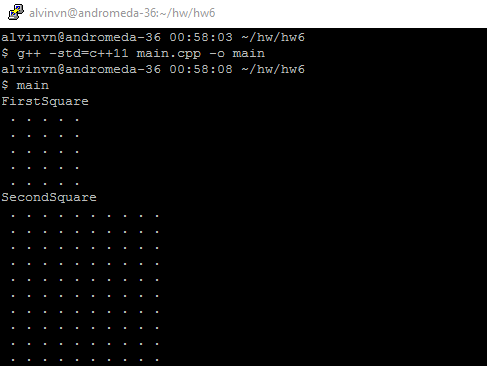 alvinvn@andromeda-36:~/hw/hw6
alvinvn@andromeda-36 00:58:03 ~/hw/hw6
$ g++ -std=c++11 main.cpp -o main
alvinvn@andromeda-36 00:58:08 ~/hw/hw6
$ main
FirstSquare
 . . . . .
 . . . . .
 . . . . .
 . . . . .
 . . . . .
SecondSquare
 . . . . . . . . . .
 . . . . . . . . . .
 . . . . . . . . . .
 . . . . . . . . . .
 . . . . . . . . . .
 . . . . . . . . . .
 . . . . . . . . . .
 . . . . . . . . . .
 . . . . . . . . . .
 . . . . . . . . . .